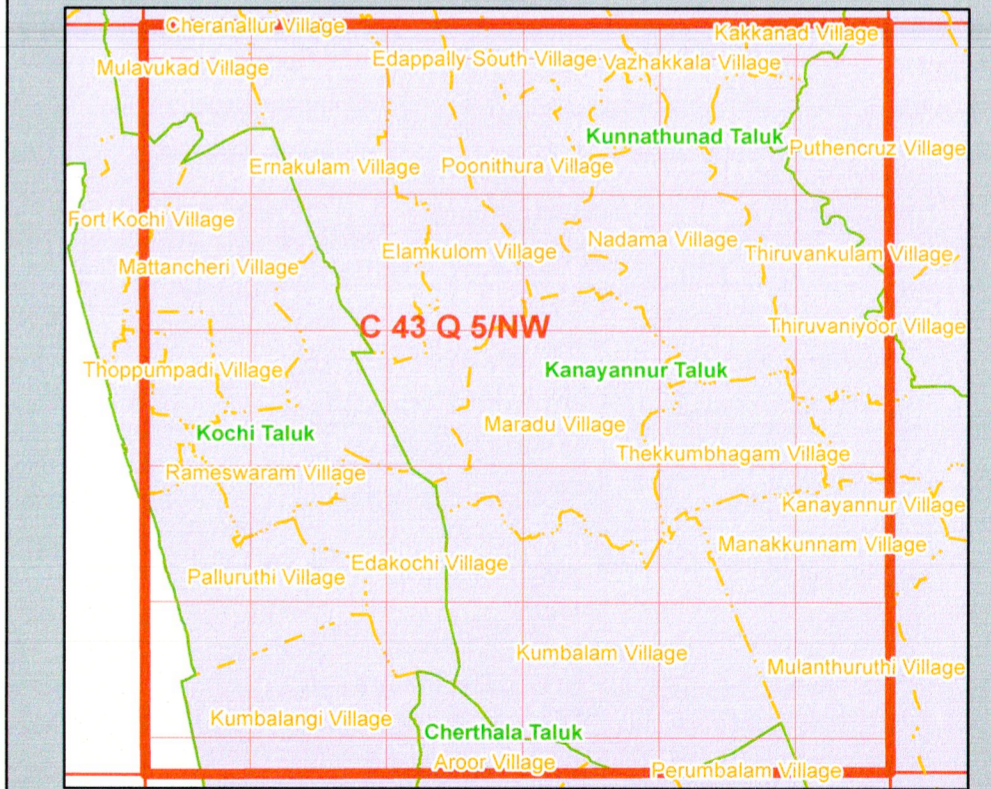 Cheranallur Village
Kakkanad Village
Mulavukad Village
Edappally South Village
Vazhakkala Village
Kunnathunad Taluk
Puthencruz Village
Ernakulam Village
Poonithura Village
Fort Kochi Village
Elamkulom Village
Nadama Village
Thiruvankulam Village
Mattancheri Village
C 43 Q 5/NW
Thiruvaniyoor Village
Thoppumpadi Village
Kanayannur Taluk
Kochi Taluk
Maradu Village
Thekkumbhagam Village
Rameswaram Village
Kanayannur Village
Manakkunnam Village
Edakochi Village
Palluruthi Village
Kumbalam Village
Mulanthuruthi Village
Kumbalangi Village
Cherthala Taluk
Aroor Village
Perumbalam Village